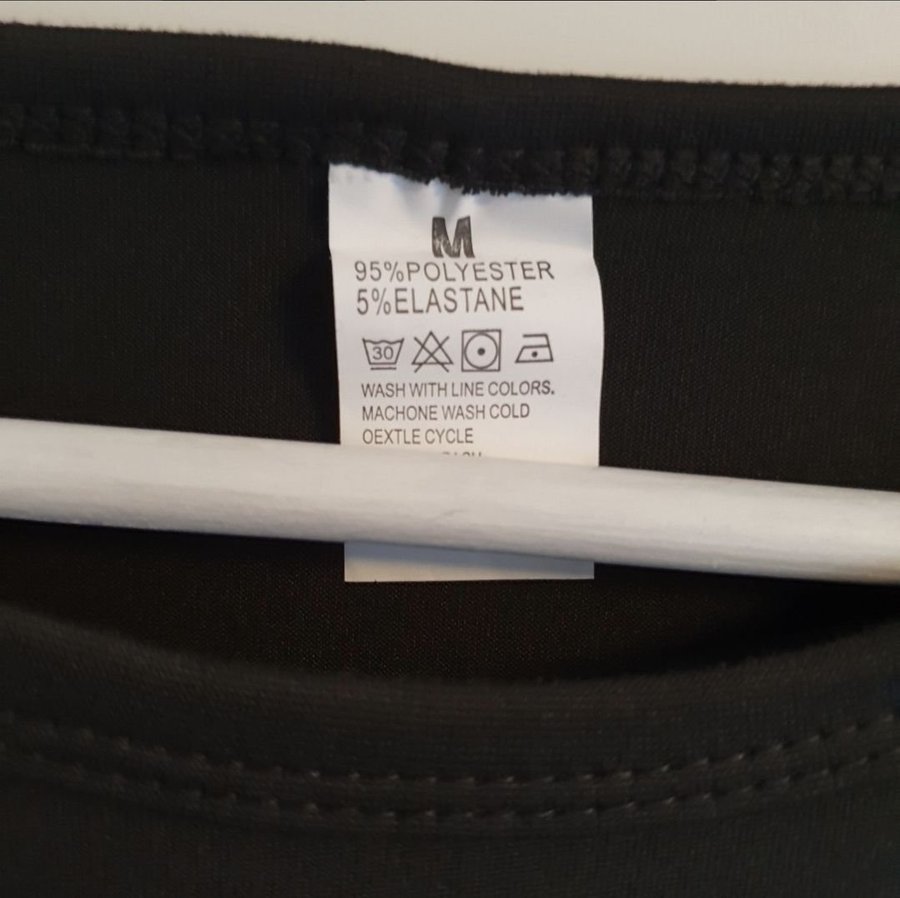 M
95%POLYESTER
5%ELASTANE
30
WASH WITH LINE COLORS.
MACHONE WASH COLD
OEXTLE CYCLE